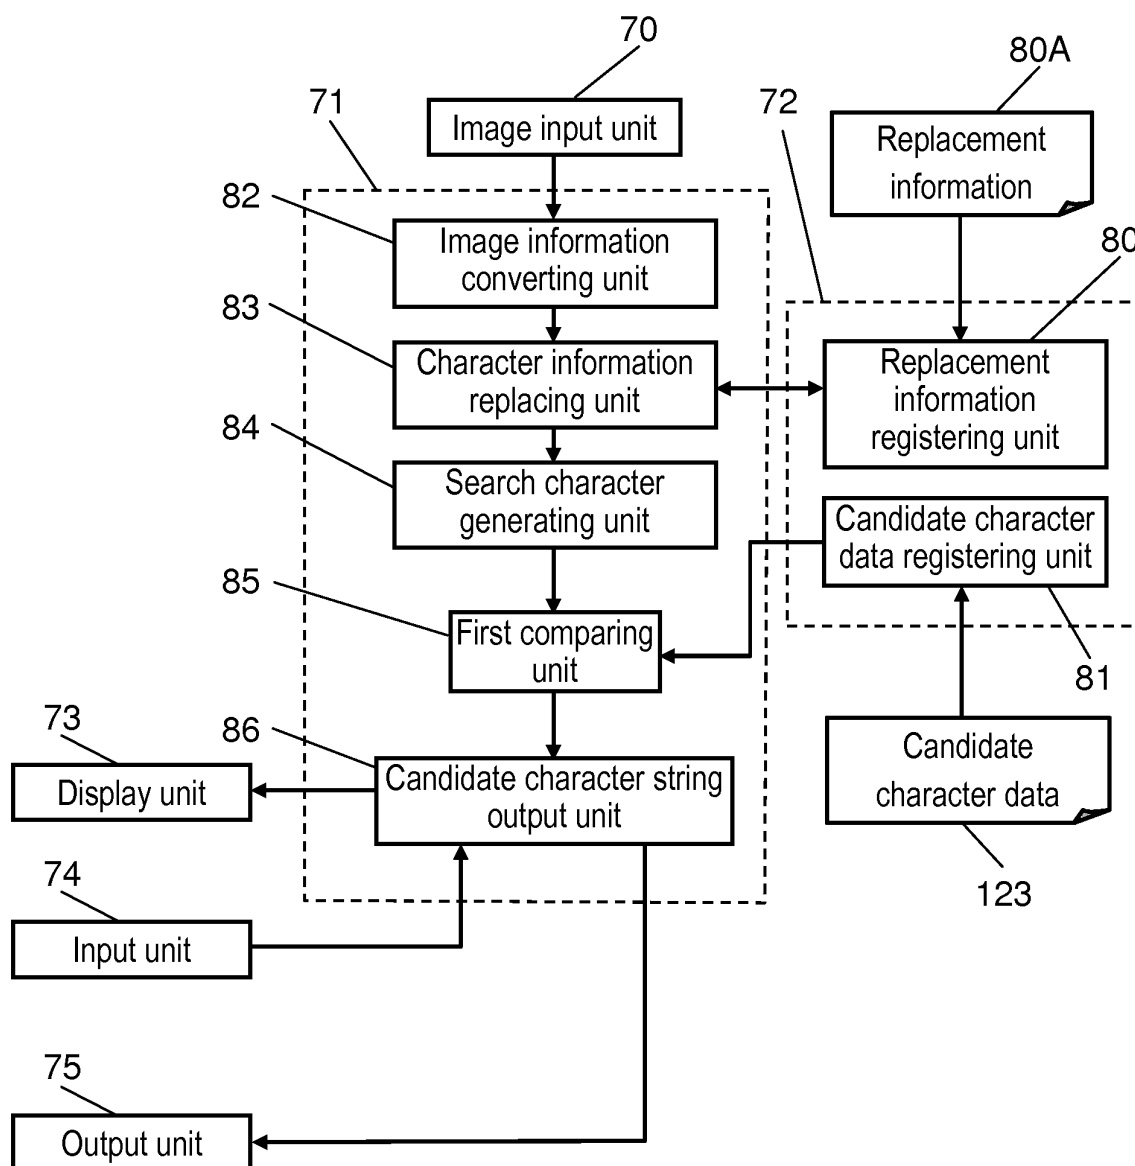 70
80A
71
72
Image input unit
Replacement
information
82
Image information
converting unit
80
83
Character information
replacing unit
Replacement
information
registering unit
84
Search character
generating unit
Candidate character
data registering unit
85
First comparing
unit
81
73
86
Display unit
Candidate character string
output unit
Candidate
character data
74
123
Input unit
75
Output unit